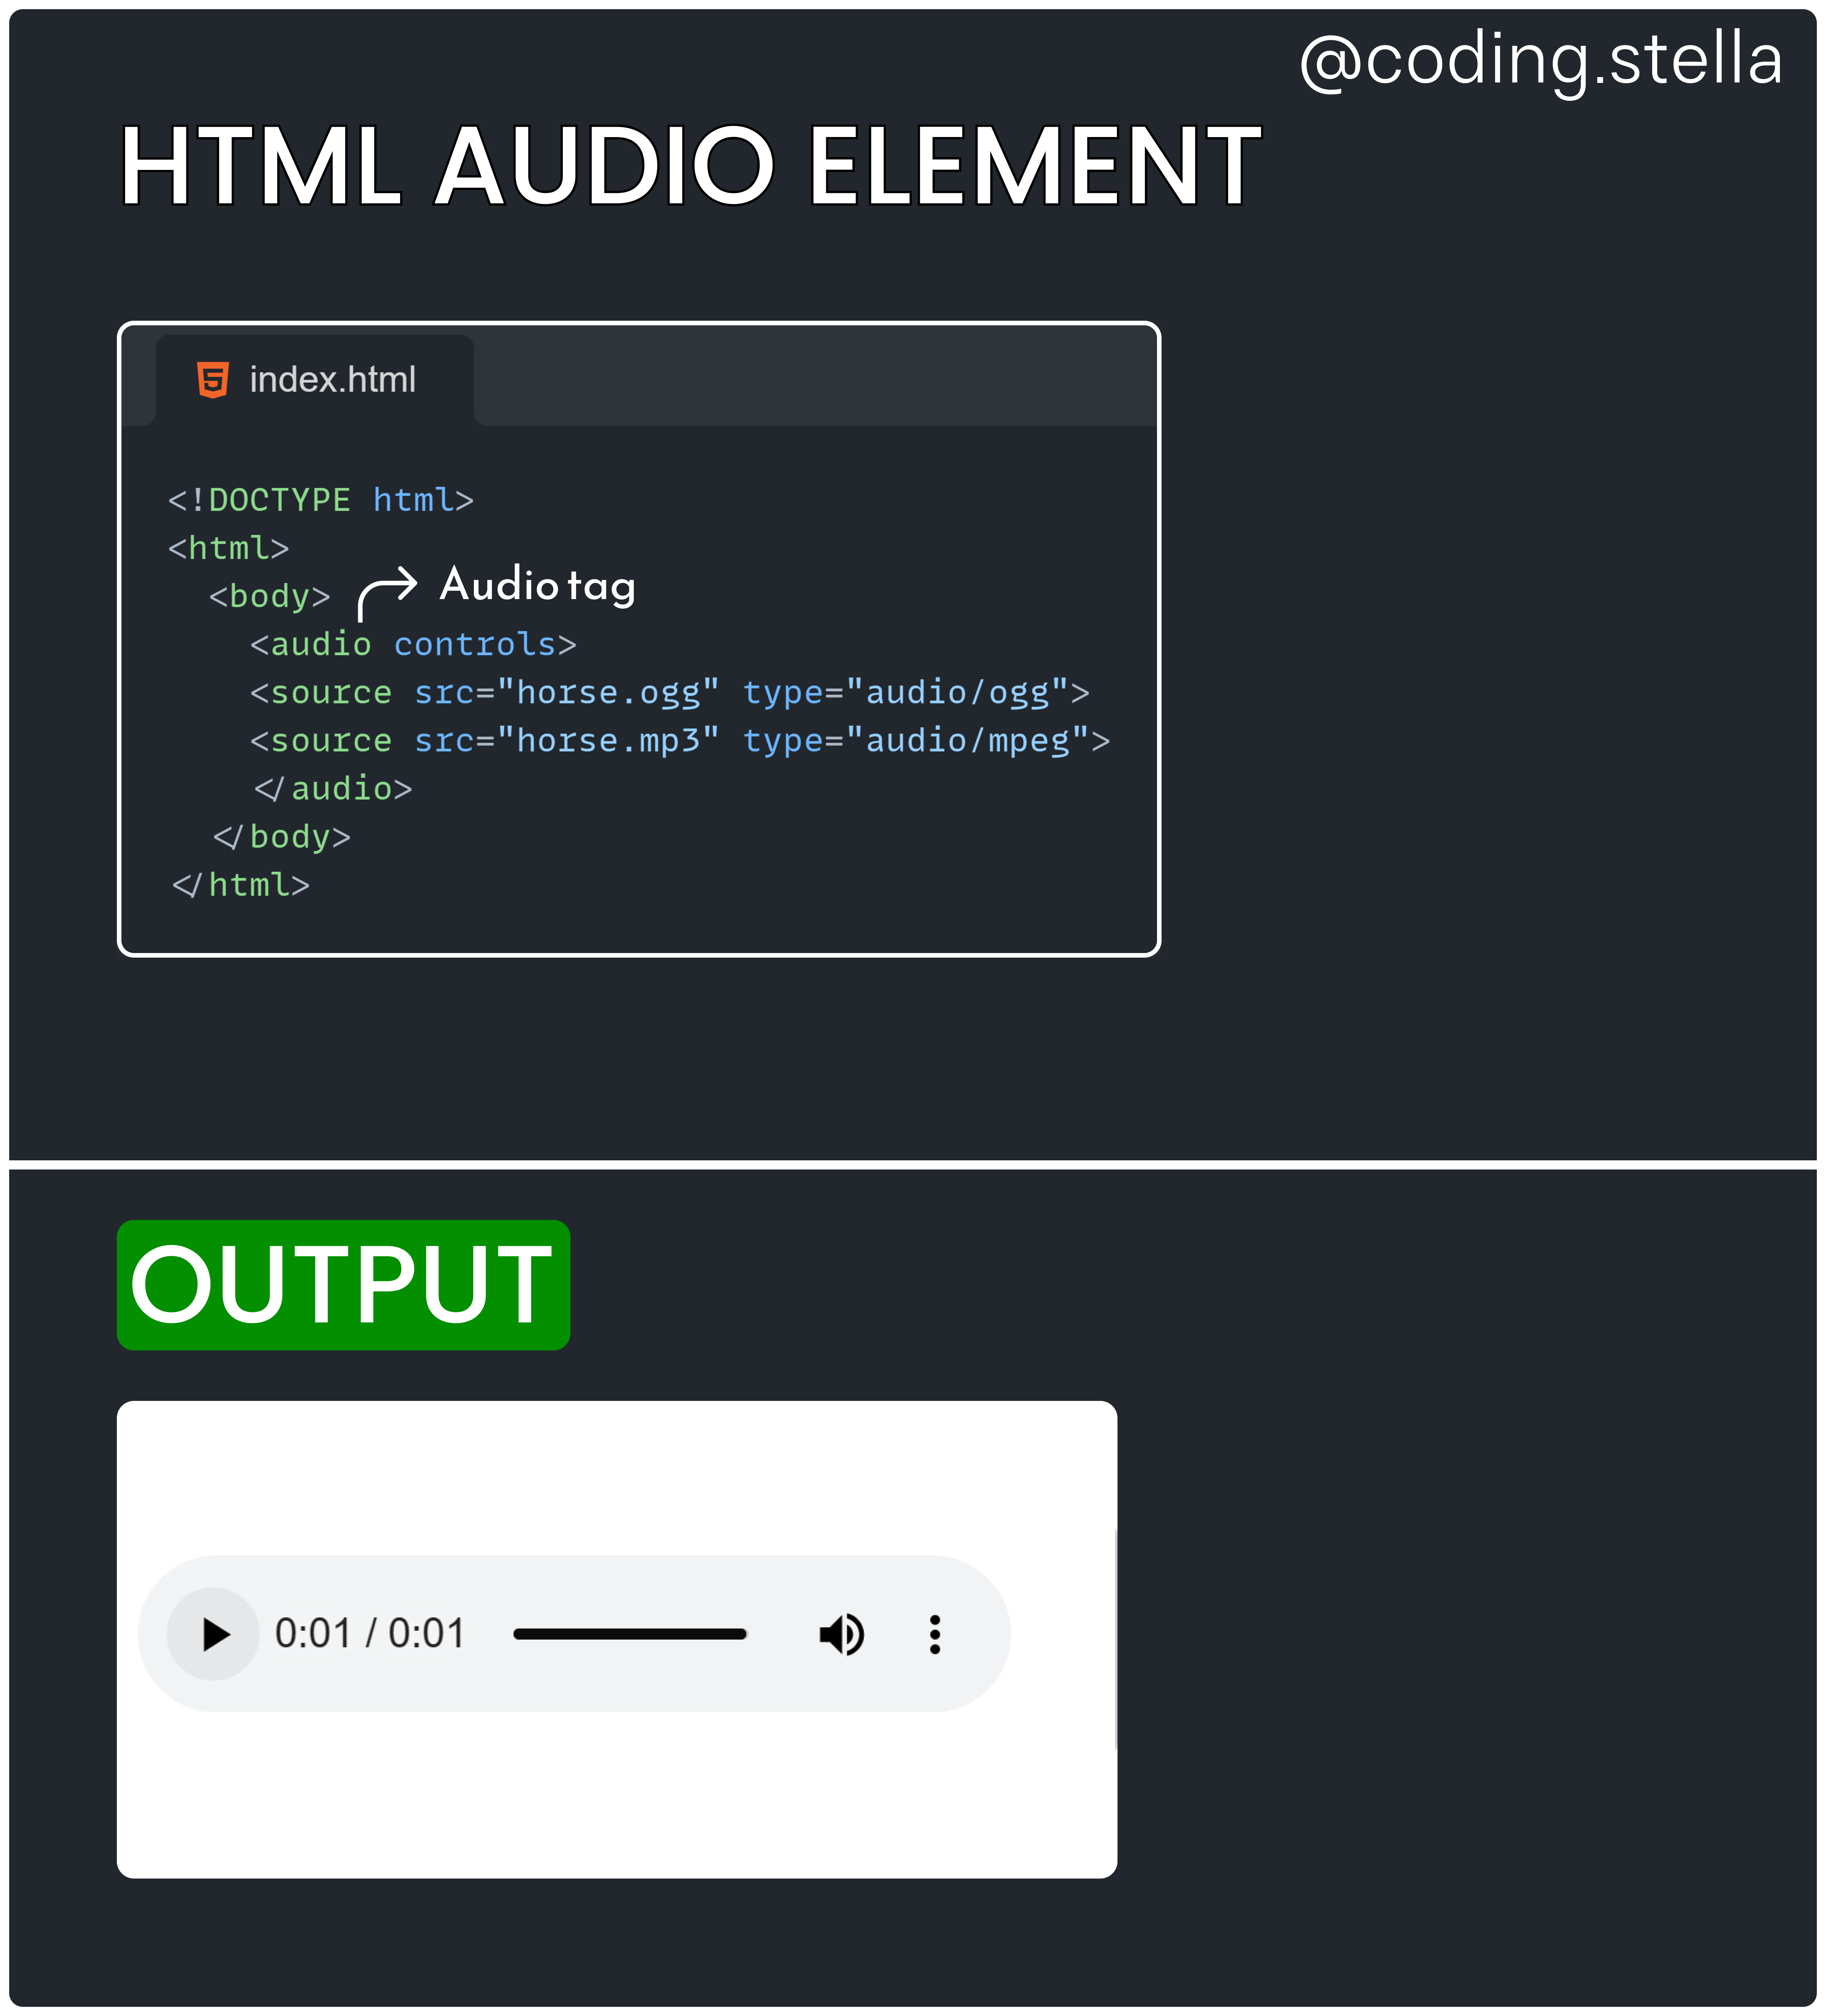 @coding.stella
HTML AUDIO ELEMENT
index.html
<!DOCTYPE html>
<html>
<body>
Audio tag
<audio controls>
<source src="horse.ogg" type="audio/ogg">
<source src="horse.mp3" type="audio/mpeg">
</audio>
</body>
</html>
OUTPUT
0:01 / 0:01